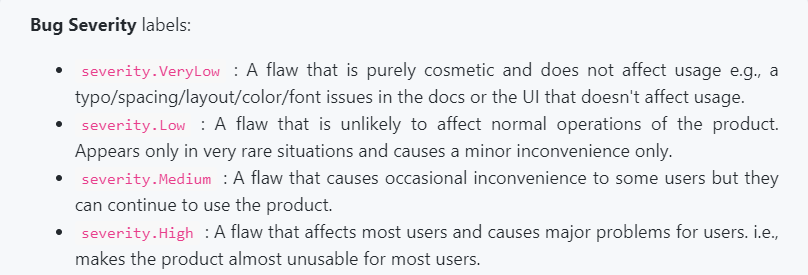 Bug Severity labels:
• severity.VeryLow : A flaw that is purely cosmetic and does not affect usage e.g., a
typo/spacing/layout/color/font issues in the docs or the UI that doesn't affect usage.
• severity.Low : A flaw that is unlikely to affect normal operations of the product.
Appears only in very rare situations and causes a minor inconvenience only.
• severity.Medium : A flaw that causes occasional inconvenience to some users but they
can continue to use the product.
• severity.High : A flaw that affects most users and causes major problems for users. i.e.,
makes the product almost unusable for most users.